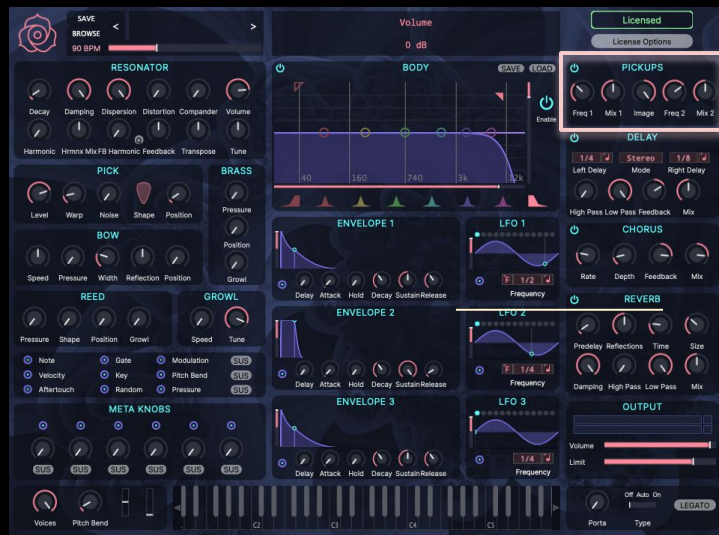 SAVE
BROWSE
90 BPM
<
>
Volume
0 dB
Licensed
License Options
RESONATOR
Decay Damping Dispersion Distortion Compander Volume
Harmonic Hrmnx Mix FB Harmonic Feedback Transpose Tune
PICK
Level Warp Noise Shape Position
BOW
Speed Pressure Width Reflection Position
BRASS
Pressure
Position
Growl
REED
Pressure Shape Position Growl
GROWL
Speed Tune
Note Gate Modulation SUS
Velocity Key Pitch Bend SUS
Aftertouch Random Pressure SUS
META KNOBS
SUS SUS SUS SUS SUS SUS
Voices Pitch Bend
BODY
SAVE LOAD
Enable
40 160 740 3k 12k
ENVELOPE 1
Delay Attack Hold Decay Sustain Release
LFO 1
F 1/2
Frequency
ENVELOPE 2
Delay Attack Hold Decay Sustain Release
LFO 2
F 1/4
Frequency
ENVELOPE 3
Delay Attack Hold Decay Sustain Release
LFO 3
1/4
Frequency
C2 C3 C4 C5
PICKUPS
Freq 1 Mix 1 Image Freq 2 Mix 2
DELAY
1/4 Stereo 1/8
Left Delay Mode Right Delay
High Pass Low Pass Feedback Mix
CHORUS
Rate Depth Feedback Mix
REVERB
Predelay Reflections Time Size
Damping High Pass Low Pass Mix
OUTPUT
Volume
Limit
Off Auto On
LEGATO
Porta Type